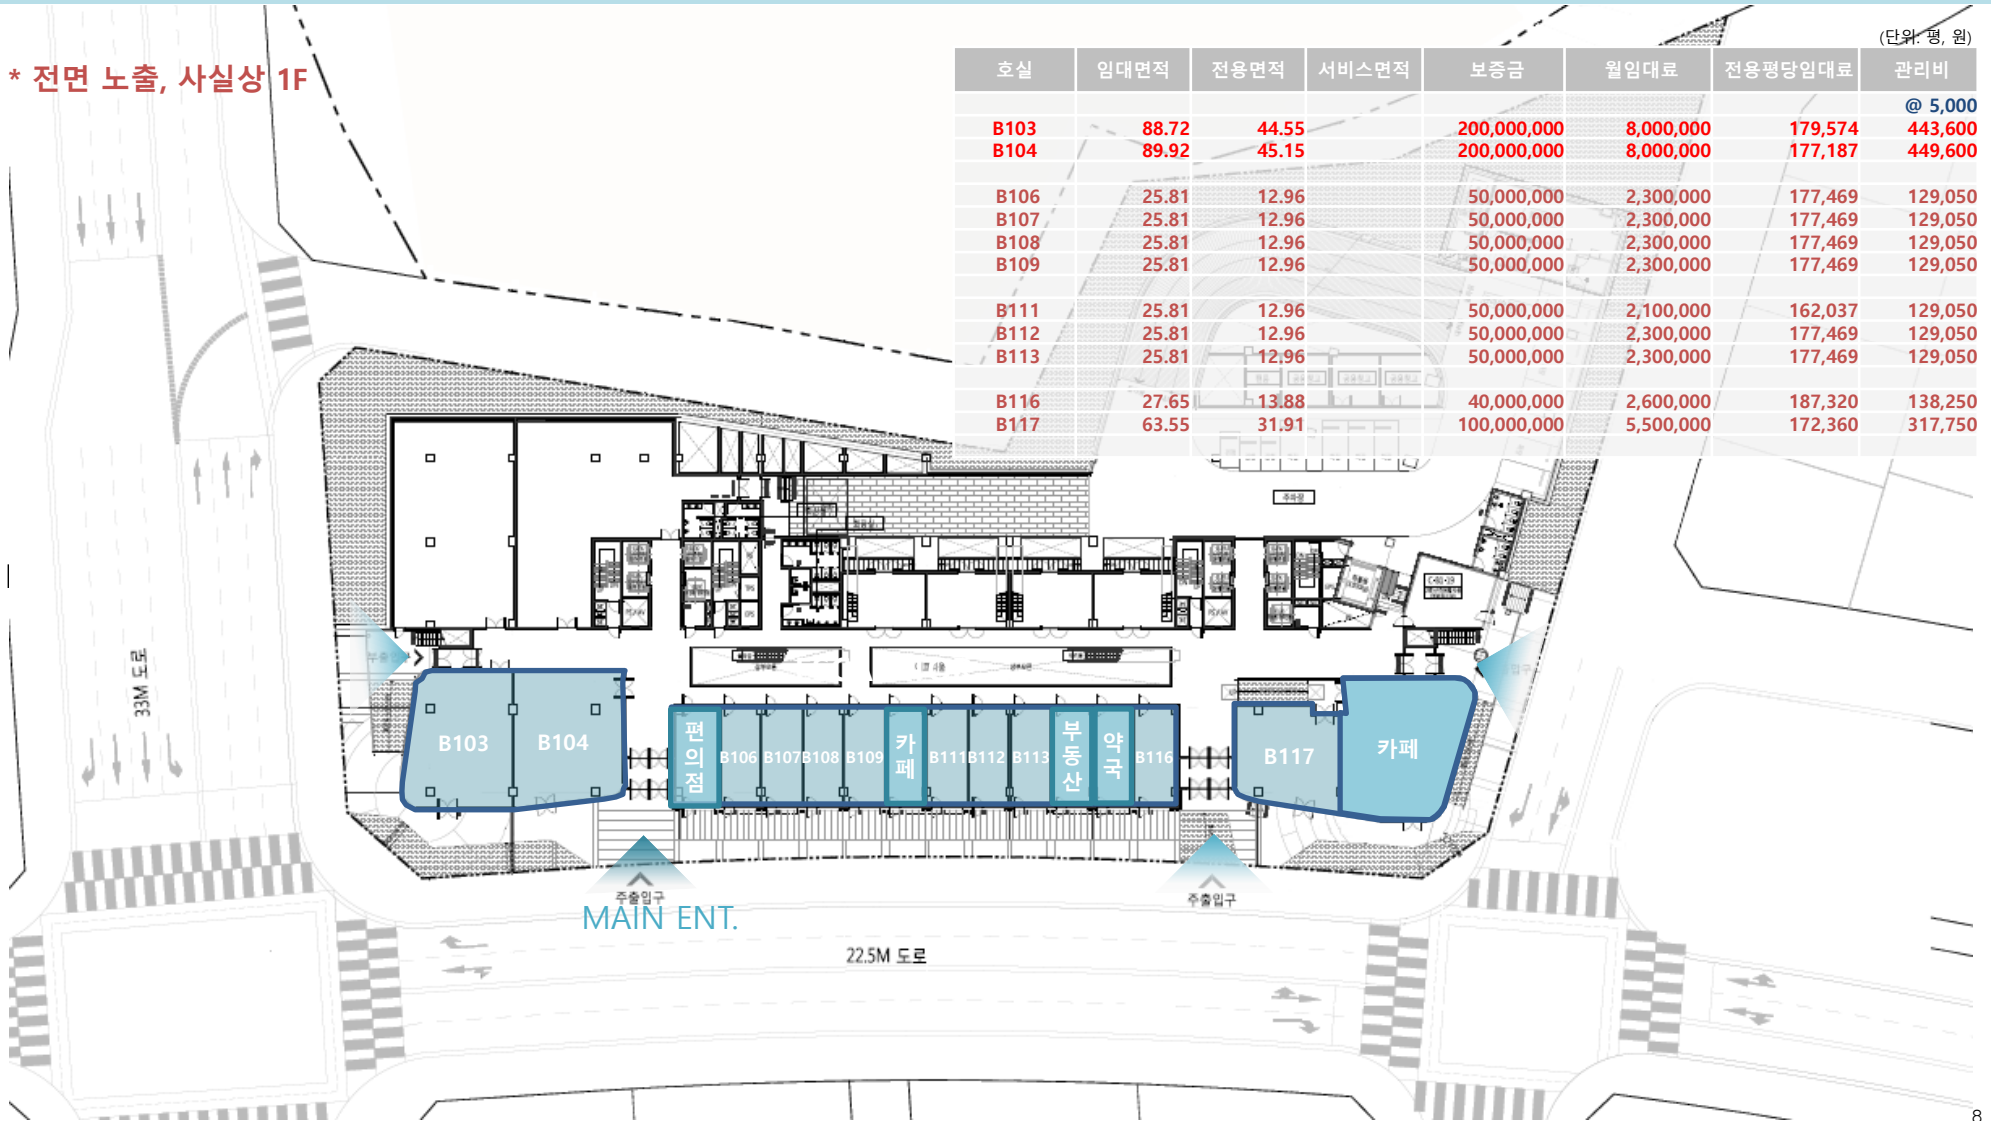 (단위: 평, 원)
* 전면 노출, 사실상 1F
호실 임대면적 전용면적 서비스면적 보증금 월임대료 전용평당임대료 관리비
@ 5,000
B103 88.72 44.55 200,000,000 8,000,000 179,574 443,600
B104 89.92 45.15 200,000,000 8,000,000 177,187 449,600
B106 25.81 12.96 50,000,000 2,300,000 177,469 129,050
B107 25.81 12.96 50,000,000 2,300,000 177,469 129,050
B108 25.81 12.96 50,000,000 2,300,000 177,469 129,050
B109 25.81 12.96 50,000,000 2,300,000 177,469 129,050
B111 25.81 12.96 50,000,000 2,100,000 162,037 129,050
B112 25.81 12.96 50,000,000 2,300,000 177,469 129,050
B113 25.81 12.96 50,000,000 2,300,000 177,469 129,050
B116 27.65 13.88 40,000,000 2,600,000 187,320 138,250
B117 63.55 31.91 100,000,000 5,500,000 172,360 317,750
주차장
부출입구
33M 도로
B103
B104
편의점
B106
B107
B108
B109
카페
B111
B112
B113
부동산
약국
B116
B117
카페
주출입구
MAIN ENT.
주출입구
22.5M 도로
8